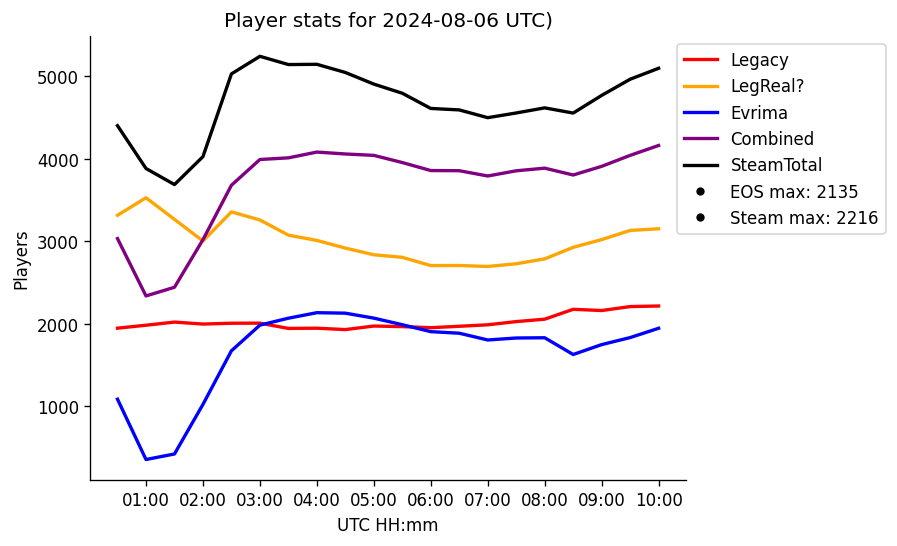 Player stats for 2024-08-06 UTC)
Legacy
LegReal?
Evrima
Combined
SteamTotal
EOS max: 2135
Steam max: 2216
Players
5000
4000
3000
2000
1000
01:00 02:00 03:00 04:00 05:00 06:00 07:00 08:00 09:00 10:00
UTC HH:mm